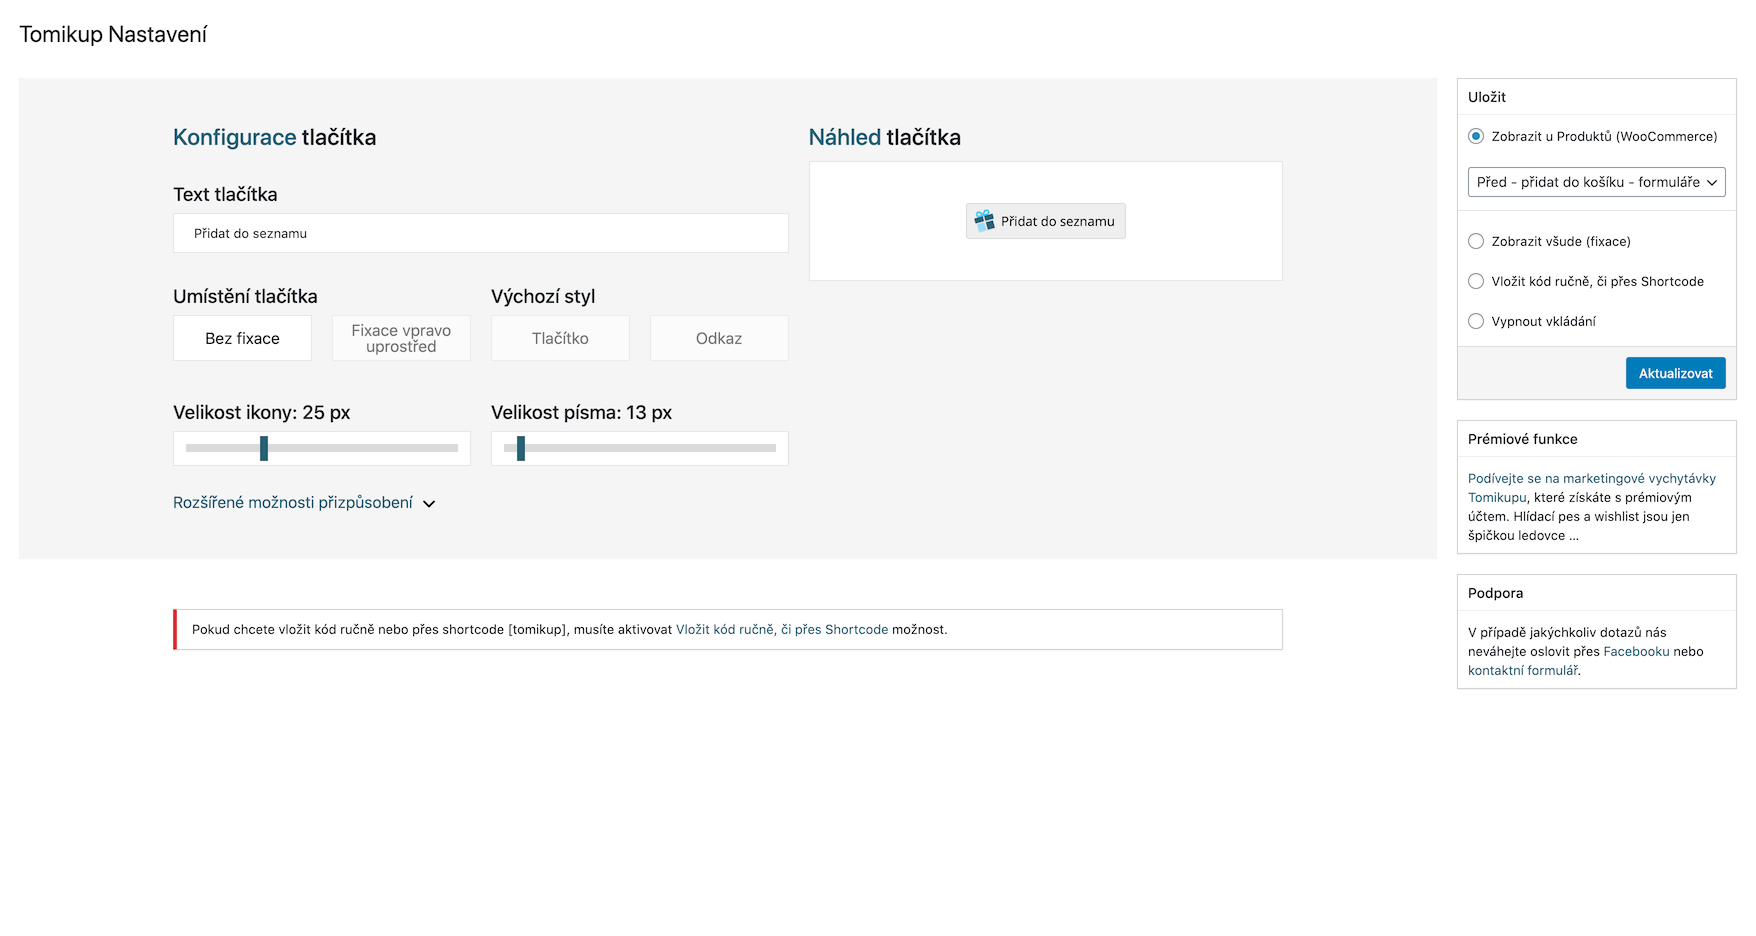 Tomikup Nastavení
Konfigurace tlačítka
Text tlačítka
Přidat do seznamu
Umístění tlačítka
Výchozí styl
Bez fixace
Fixace vpravo
uprostřed
Tlačítko
Odkaz
Velikost ikony: 25 px
Velikost písma: 13 px
Rozšířené možnosti přizpůsobení
Náhled tlačítka
Přidat do seznamu
Pokud chcete vložit kód ručně nebo přes shortcode [tomikup], musíte aktivovat Vložit kód ručně, či přes Shortcode možnost.
Uložit
Zobrazit u Produktů (WooCommerce)
Před - přidat do košíku - formuláře
Zobrazit všude (fixace)
Vložit kód ručně, či přes Shortcode
Vypnout vkládání
Aktualizovat
Prémiové funkce
Podívejte se na marketingové vychytávky
Tomikupu, které získáte s prémiovým
účtem. Hlídací pes a wishlist jsou jen
špičkou ledovce ...
Podpora
V případě jakýchkoliv dotazů nás
neváhejte oslovit přes Facebooku nebo
kontaktní formulář.